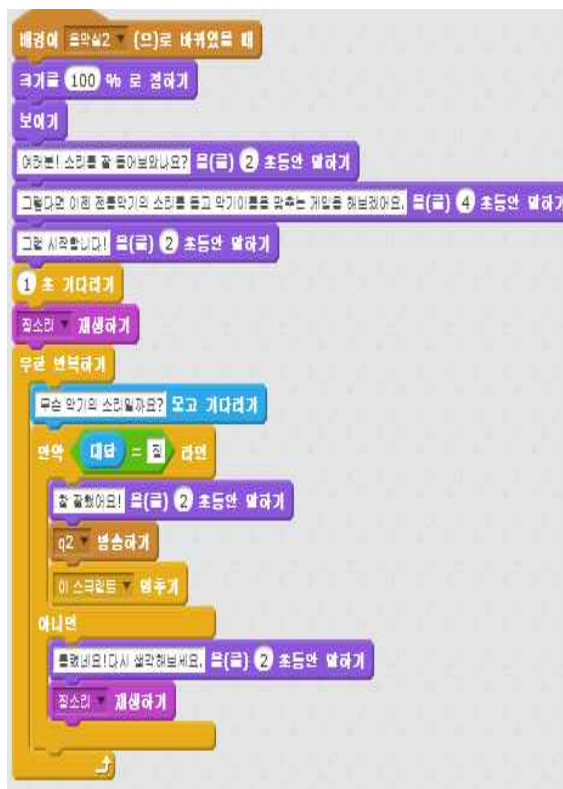 배경이 음악실2 (으)로 바뀌었을 때
크기를 100 % 로 정하기
보이기
여러분! 소리를 잘 들어보았나요? 을(를) 2 초동안 말하기
그렇다면 이젠 전통악기의 소리를 듣고 악기이름을 맞추는 게임을 해보겠어요. 을(를) 4 초동안 말하기
그럼 시작합니다! 을(를) 2 초동안 말하기
1 초 기다리기
징소리 재생하기
무한 반복하기
무슨 악기의 소리일까요? 묻고 기다리기
만약 대답 = 징 라면
참 잘했어요! 을(를) 2 초동안 말하기
q2 방송하기
이 스크립트 멈추기
아니면
틀렸네요!다시 생각해보세요. 을(를) 2 초동안 말하기
징소리 재생하기